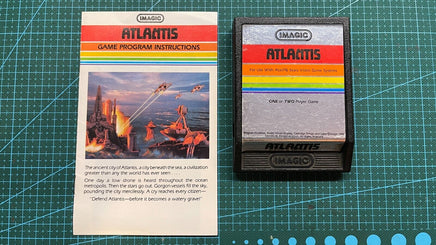 IMAGIC
ATLANTIS
GAME PROGRAM INSTRUCTIONS
The ancient city of Atlantis, a city beneath the sea, a civilization
greater than any the world has ever seen . . .
One day a low drone is heard throughout the ocean
metropolis. Then the stars go out. Gorgon vessels fill the sky,
pounding the city mercilessly. A cry reaches every citizen—
"Defend Atlantis—before it becomes a watery grave!"
IMAGIC
ATLANTIS
ONE or TWO Player Game
ATLANTIS
IMAGIC